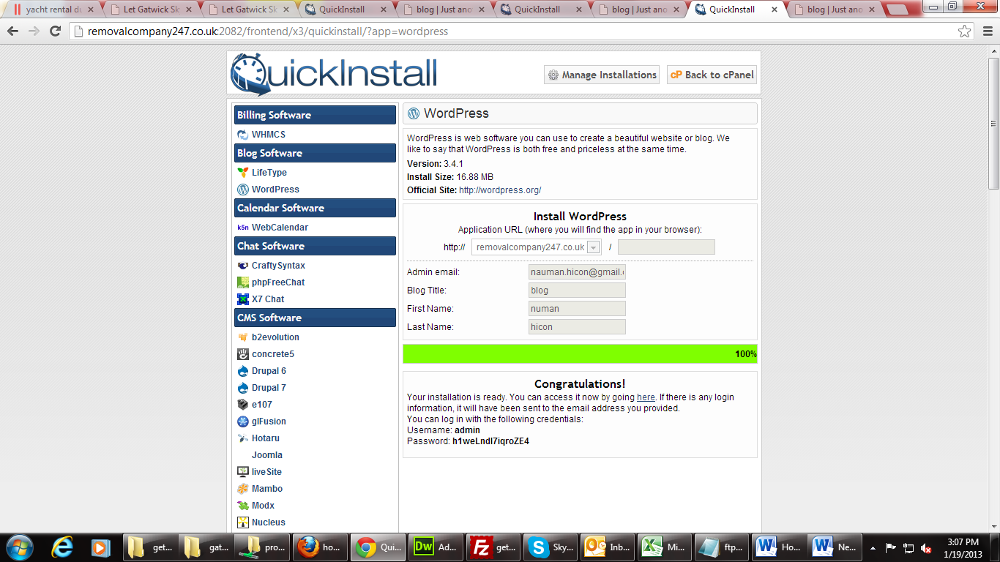 yacht rental du
Let Gatwick Sk
Let Gatwick Sk
QuickInstall
blog | Just ano
QuickInstall
blog | Just ano
QuickInstall
blog | Just ano
removalcompany247.co.uk:2082/frontend/x3/quickinstall/?app=wordpress
QuickInstall
Manage Installations
cP Back to cPanel
Billing Software
WHMCS
Blog Software
LifeType
WordPress
Calendar Software
k5n WebCalendar
Chat Software
CraftySyntax
phpFreeChat
X7 Chat
CMS Software
b2evolution
concrete5
Drupal 6
Drupal 7
e107
glFusion
Hotaru
Joomla
liveSite
Mambo
Modx
Nucleus
WordPress
WordPress is web software you can use to create a beautiful website or blog. We
like to say that WordPress is both free and priceless at the same time.
Version: 3.4.1
Install Size: 16.88 MB
Official Site: http://wordpress.org/
Install WordPress
Application URL (where you will find the app in your browser):
http:// removalcompany247.co.uk /
Admin email: nauman.hicon@gmail.c
Blog Title: blog
First Name: numan
Last Name: hicon
100%
Congratulations!
Your installation is ready. You can access it now by going here. If there is any login
information, it will have been sent to the email address you provided.
You can log in with the following credentials:
Username: admin
Password: h1weLndl7iqroZE4
get...
gat...
pro...
ho...
Qui...
Dw Ad...
Fz get...
Sky...
Inb...
Mi...
ftp...
Ho...
Ne...
3:07 PM
1/19/2013